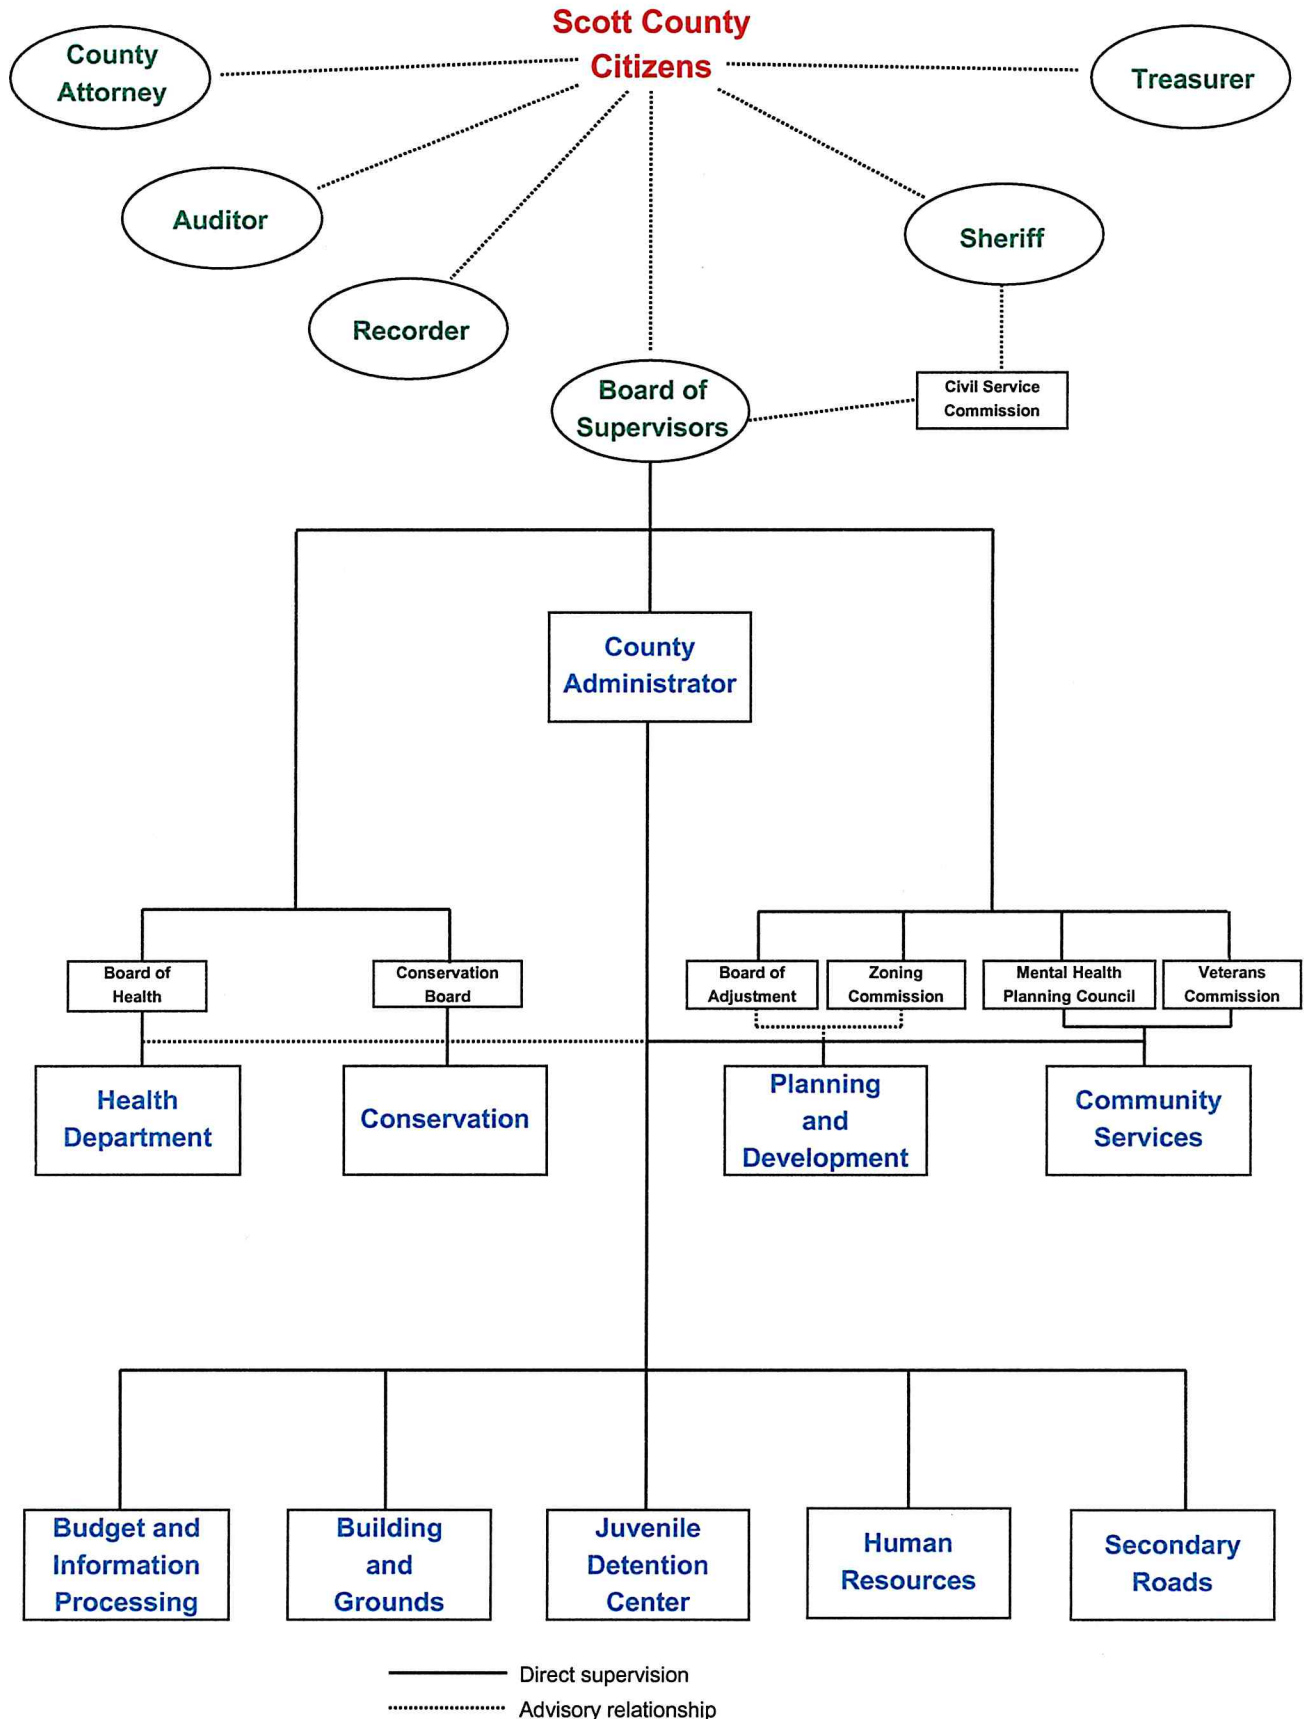 Scott County
Citizens
County
Attorney
Treasurer
Auditor
Sheriff
Recorder
Board of
Supervisors
Civil Service
Commission
County
Administrator
Board of
Health
Conservation
Board
Board of
Adjustment
Zoning
Commission
Mental Health
Planning Council
Veterans
Commission
Health
Department
Conservation
Planning
and
Development
Community
Services
Budget and
Information
Processing
Building
and
Grounds
Juvenile
Detention
Center
Human
Resources
Secondary
Roads
Direct supervision
Advisory relationship